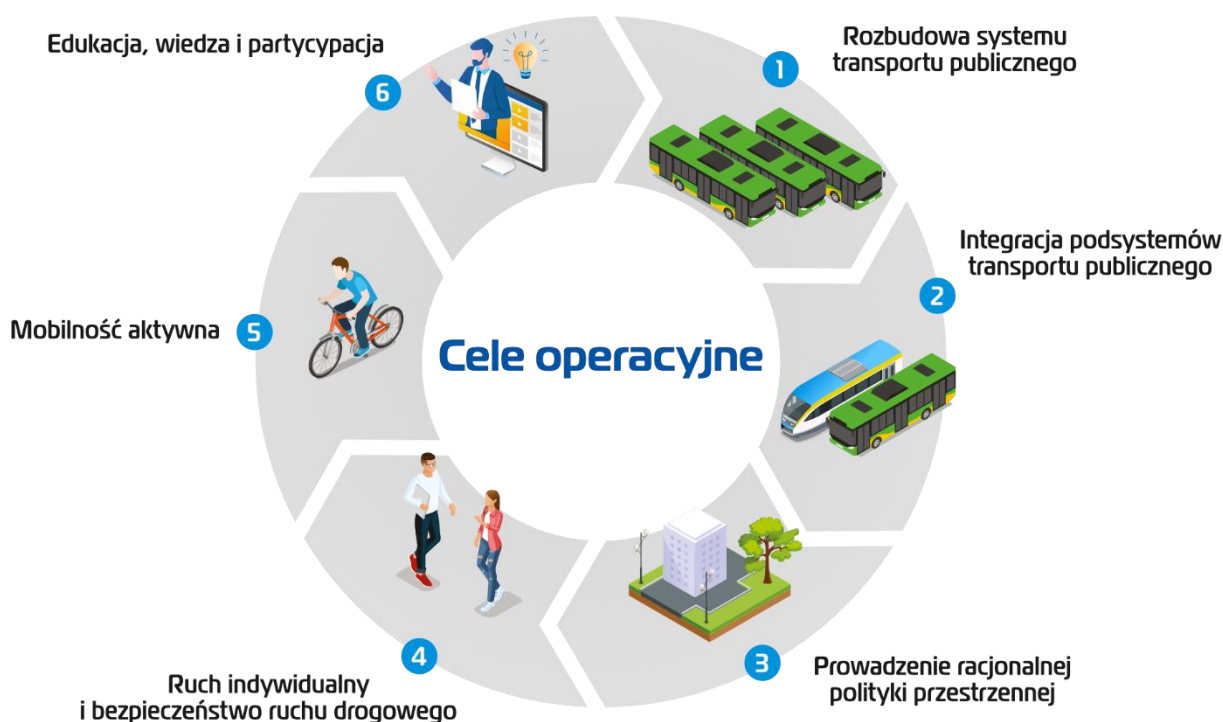 Cele operacyjne
1
Rozbudowa systemu
transportu publicznego
2
Integracja podsystemów
transportu publicznego
3
Prowadzenie racjonalnej
polityki przestrzennej
4
Ruch indywidualny
i bezpieczeństwo ruchu drogowego
5
Mobilność aktywna
6
Edukacja, wiedza i partycypacja